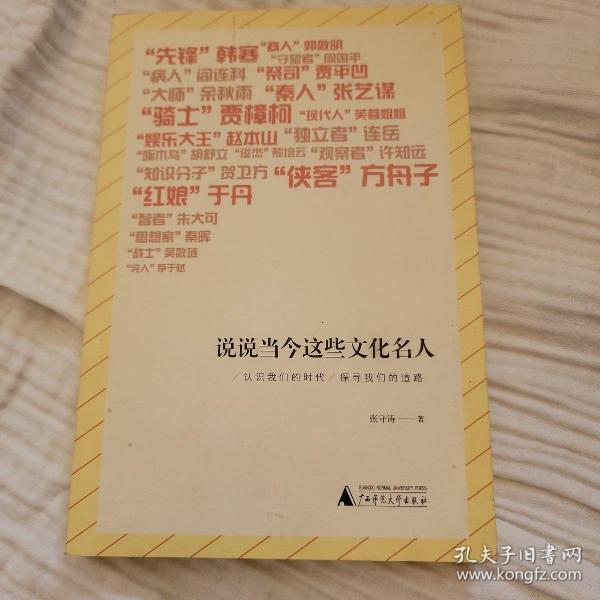 “先锋”韩寒 “商人”郭敬明
“守望者”周国平
“病人”阎连科 “祭司”贾平凹
“大师”余秋雨 “秦人”张艺谋
“骑士”贾樟柯 “现代人”芙蓉姐姐
“娱乐大王”赵本山 “独立者”连岳
“啄木鸟”胡舒立 “俊杰”熊培云 “观察者”许知远
“知识分子”贺卫方 “侠客”方舟子
“红娘”于丹
“智者”朱大可
“思想家”秦晖
“战士”吴敬琏
“完人”茅于轼
说说当今这些文化名人
/认识我们的时代/探寻我们的道路
张守涛——著
GUANGXI NORMAL UNIVERSITY PRESS
广西师范大学出版社
孔夫子旧书网
www.kongfz.com